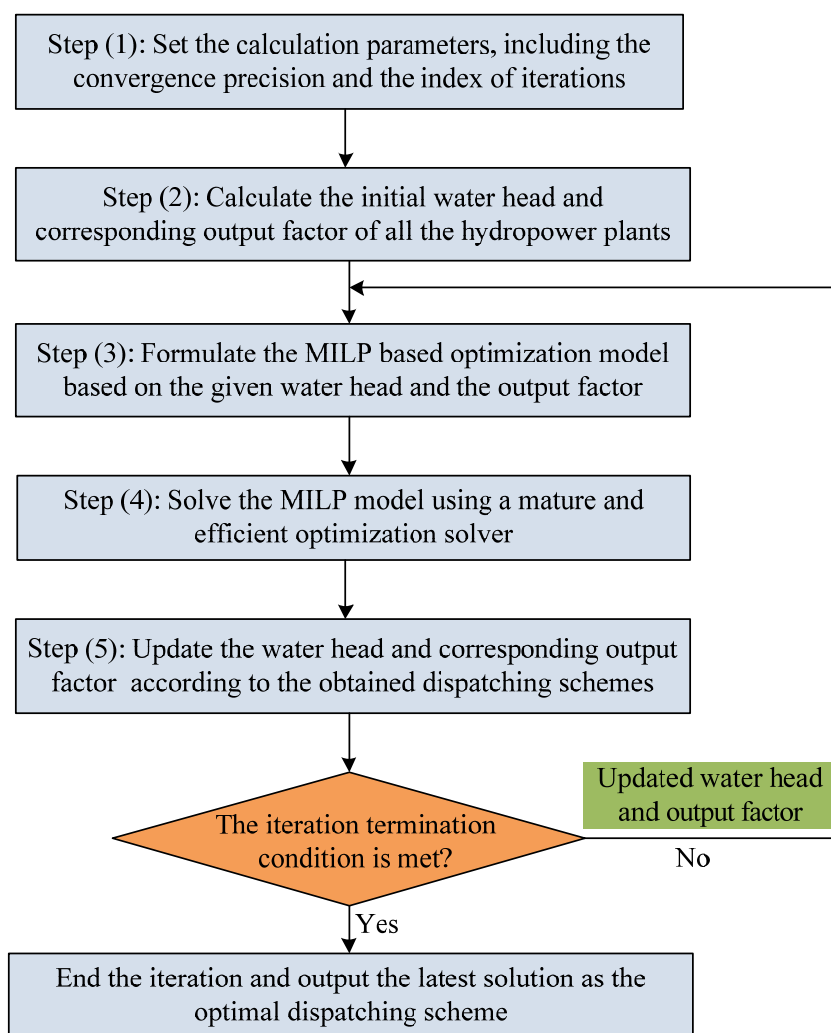 Step (1): Set the calculation parameters, including the
convergence precision and the index of iterations
Step (2): Calculate the initial water head and
corresponding output factor of all the hydropower plants
Step (3): Formulate the MILP based optimization model
based on the given water head and the output factor
Step (4): Solve the MILP model using a mature and
efficient optimization solver
Step (5): Update the water head and corresponding output
factor according to the obtained dispatching schemes
Updated water head
and output factor
The iteration termination
condition is met?
No
Yes
End the iteration and output the latest solution as the
optimal dispatching scheme